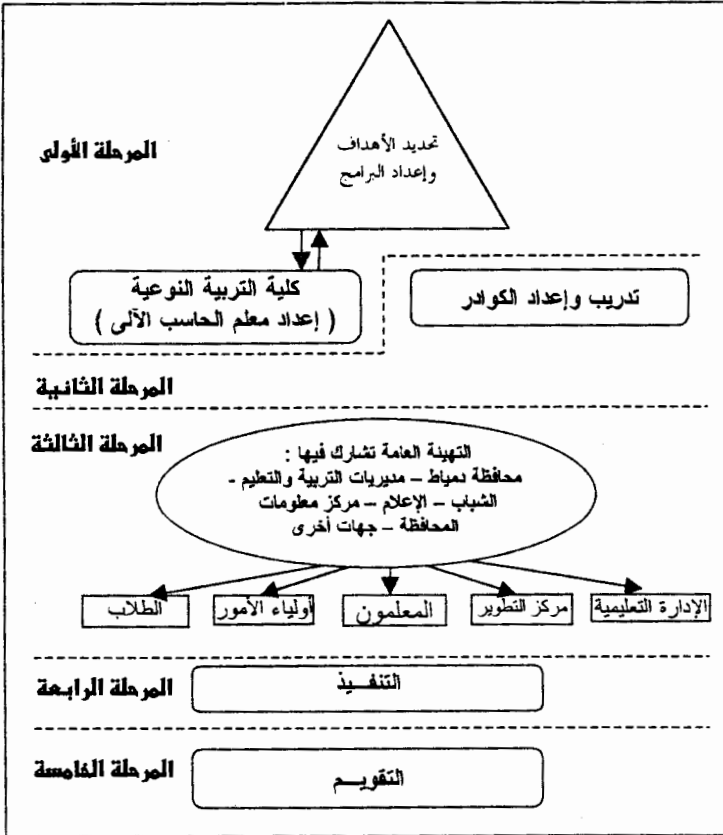 المرحلة الأولى
تحديد الأهداف
وإعداد البرامج
كلية التربية النوعية
( إعداد معلم الحاسب الآلى )
تدريب وإعداد الكوادر
المرحلة الثانية
المرحلة الثالثة
التهيئة العامة تشارك فيها :
محافظة دمياط – مديريات التربية والتعليم -
الشباب – الإعلام – مركز معلومات
المحافظة – جهات أخرى
الإدارة التعليمية
مركز التطوير
المعلمون
أولياء الأمور
الطلاب
المرحلة الرابعة
التنفـــيذ
المرحلة الخامسة
التقويـــم